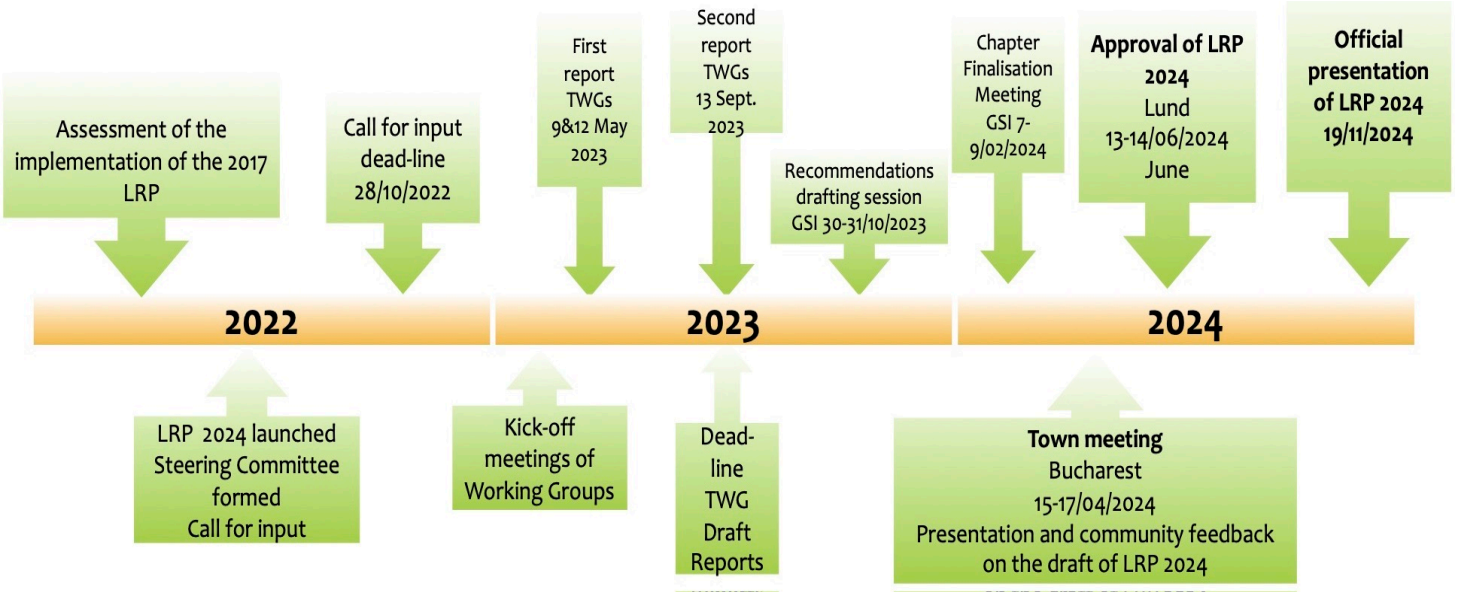 Assessment of the
implementation of the 2017
LRP
Call for input
dead-line
28/10/2022
First
report
TWGs
9&12 May
2023
Second
report
TWGs
13 Sept.
2023
Recommendations
drafting session
GSI 30-31/10/2023
Chapter
Finalisation
Meeting
GSI 7-
9/02/2024
Approval of LRP
2024
Lund
13-14/06/2024
June
Official
presentation
of LRP 2024
19/11/2024
2022
2023
2024
LRP 2024 launched
Steering Committee
formed
Call for input
Kick-off
meetings of
Working Groups
Dead-
line
TWG
Draft
Reports
Town meeting
Bucharest
15-17/04/2024
Presentation and community feedback
on the draft of LRP 2024